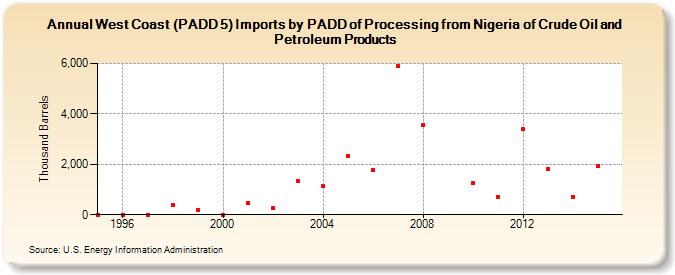 Annual West Coast (PADD 5) Imports by PADD of Processing from Nigeria of Crude Oil and
Petroleum Products
Thousand Barrels
6,000
4,000
2,000
0
1996
2000
2004
2008
2012
Source: U.S. Energy Information Administration